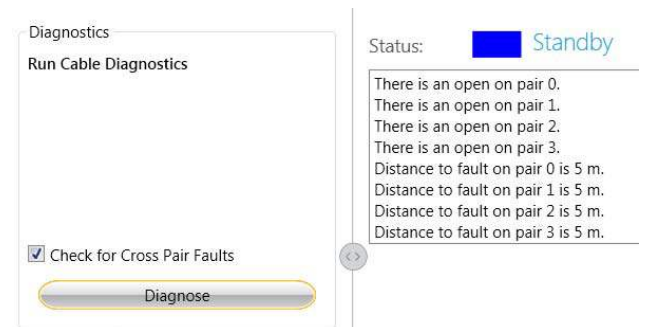 Diagnostics
Run Cable Diagnostics
Check for Cross Pair Faults
Diagnose
Status:
Standby
There is an open on pair 0.
There is an open on pair 1.
There is an open on pair 2.
There is an open on pair 3.
Distance to fault on pair 0 is 5 m.
Distance to fault on pair 1 is 5 m.
Distance to fault on pair 2 is 5 m.
Distance to fault on pair 3 is 5 m.